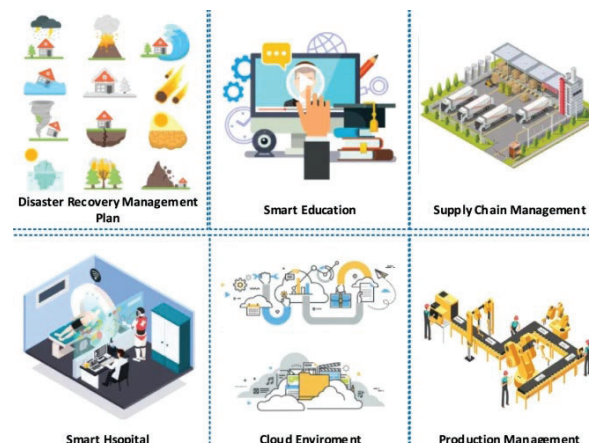 Disaster Recovery Management
Plan
Smart Education
Supply Chain Management
Smart Hsopital
Cloud Enviroment
Production Management